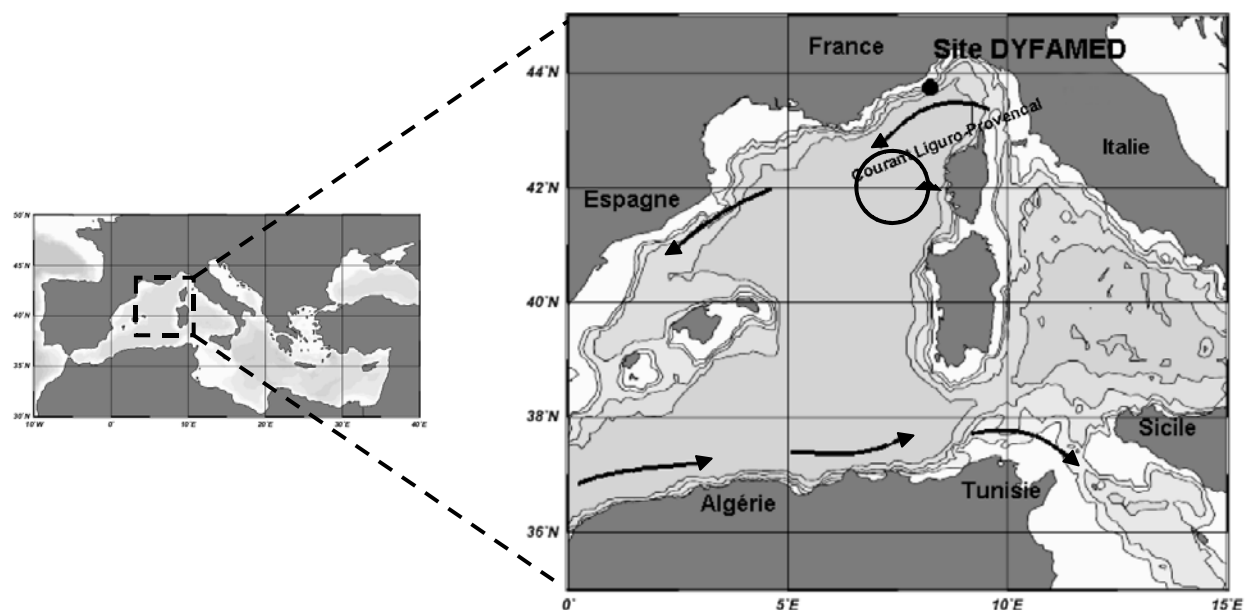 50˚N
45˚N
40˚N
35˚N
30˚N
10˚W
0˚
10˚E
20˚E
30˚E
40˚E
France
Site DYFAMED
44˚N
Courant Liguro-Provencal
Italie
42˚N
Espagne
40˚N
38˚N
Sicile
Tunisie
Algérie
36˚N
0˚
5˚E
10˚E
15˚E